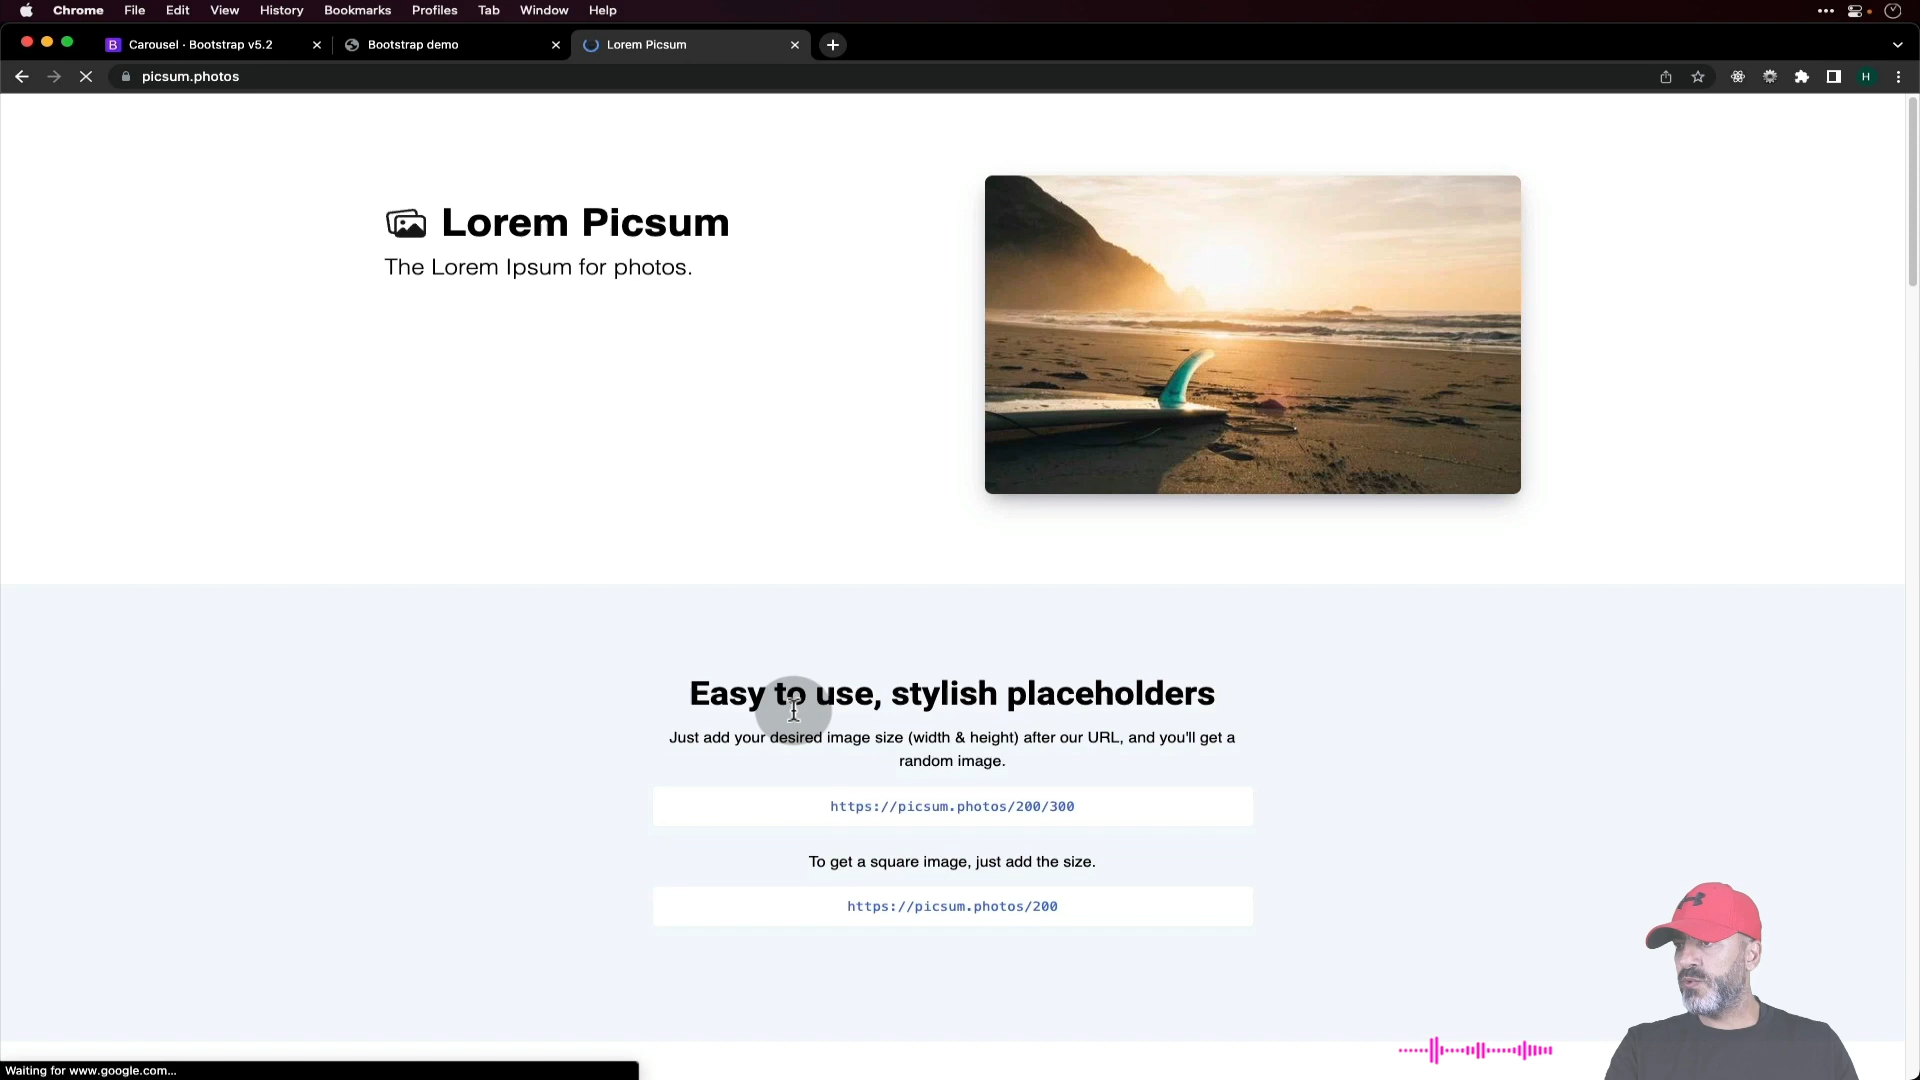 Chrome File Edit View History Bookmarks Profiles Tab Window Help
B Carousel · Bootstrap v5.2
Bootstrap demo
Lorem Picsum
picsum.photos
H
Lorem Picsum
The Lorem Ipsum for photos.
Easy to use, stylish placeholders
Just add your desired image size (width & height) after our URL, and you'll get a
random image.
https://picsum.photos/200/300
To get a square image, just add the size.
https://picsum.photos/200
Waiting for www.google.com...